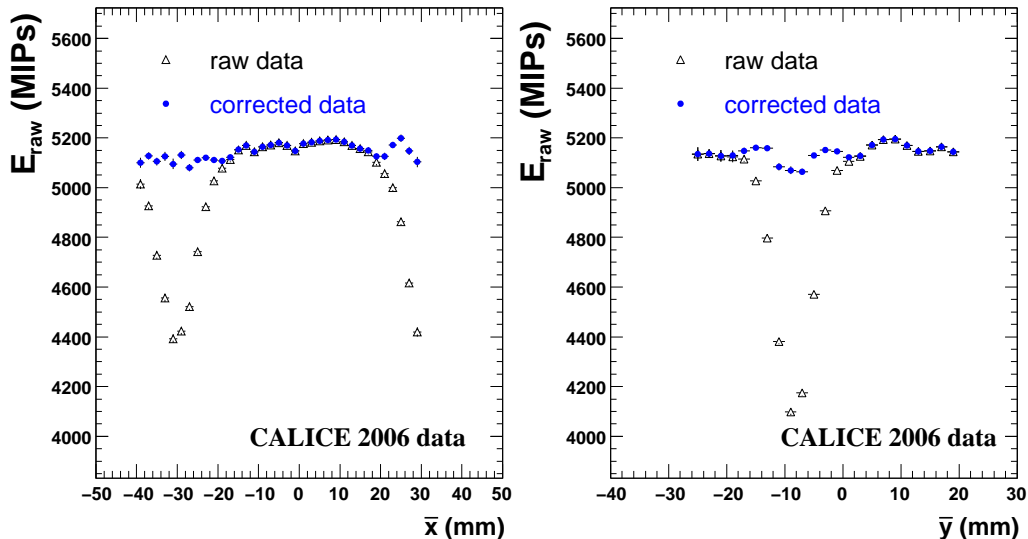 E_raw (MIPs)
5600
5400
5200
5000
4800
4600
4400
4200
4000
raw data
corrected data
CALICE 2006 data
−50 −40 −30 −20 −10 0 10 20 30 40 50
x̄ (mm)
E_raw (MIPs)
5600
5400
5200
5000
4800
4600
4400
4200
4000
raw data
corrected data
CALICE 2006 data
−40 −30 −20 −10 0 10 20 30
ȳ (mm)